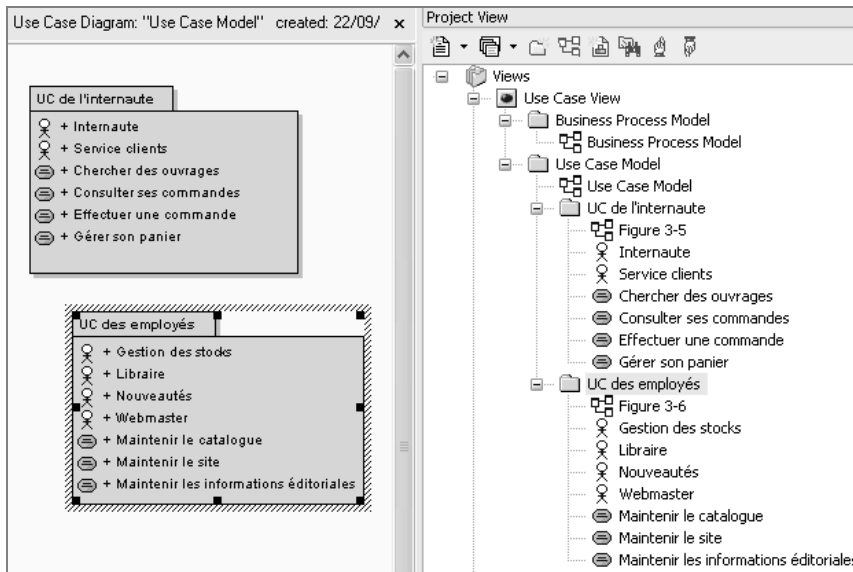 Use Case Diagram: "Use Case Model" created: 22/09/
UC de l'internaute
+ Internaute
+ Service clients
+ Chercher des ouvrages
+ Consulter ses commandes
+ Effectuer une commande
+ Gérer son panier
UC des employés
+ Gestion des stocks
+ Libraire
+ Nouveautés
+ Webmaster
+ Maintenir le catalogue
+ Maintenir le site
+ Maintenir les informations éditoriales
Project View
Views
Use Case View
Business Process Model
Business Process Model
Use Case Model
Use Case Model
UC de l'internaute
Figure 3-5
Internaute
Service clients
Chercher des ouvrages
Consulter ses commandes
Effectuer une commande
Gérer son panier
UC des employés
Figure 3-6
Gestion des stocks
Libraire
Nouveautés
Webmaster
Maintenir le catalogue
Maintenir le site
Maintenir les informations éditoriales